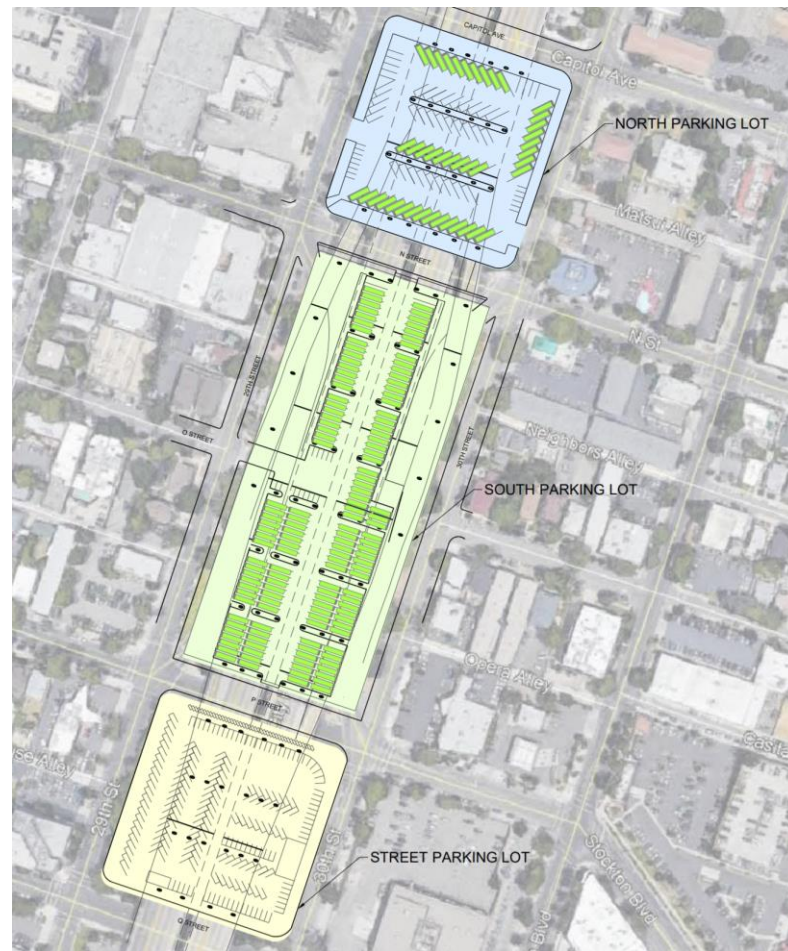 CAPITOL AVE
Capitol Ave
NORTH PARKING LOT
Matsui Alley
N STREET
N St
29TH STREET
O STREET
Neighbors Alley
30TH STREET
SOUTH PARKING LOT
Opera Alley
P STREET
29th St
30th St
Stockton
Blvd
Blvd
STREET PARKING LOT
Q STREET